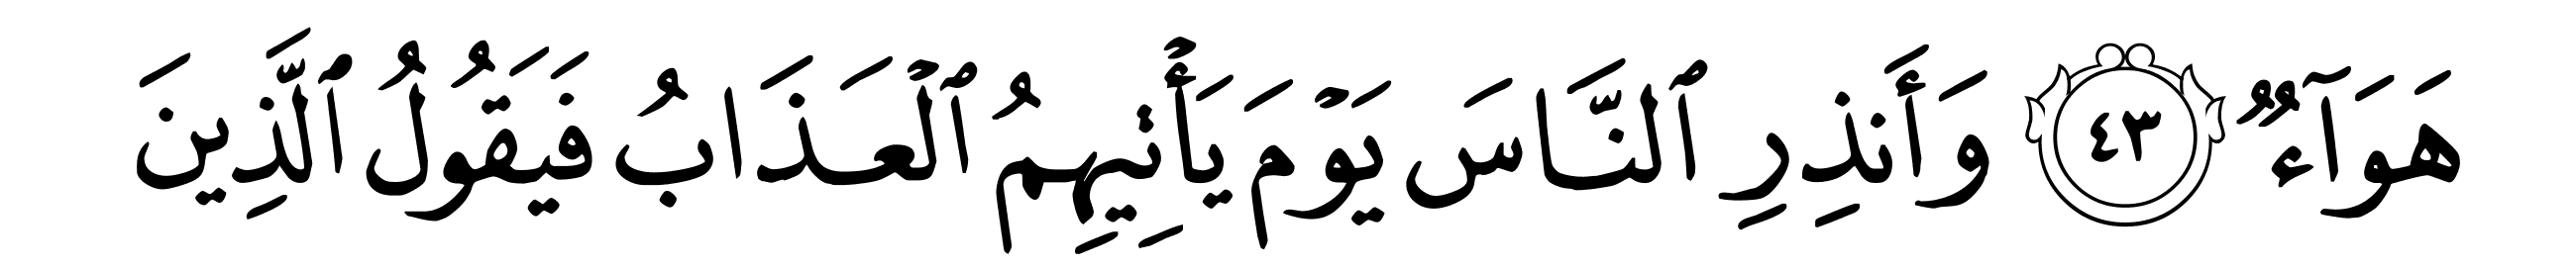 هَوَآءٌ ٤٣ وَأَنذِرِ ٱلنَّاسَ يَوْمَ يَأْتِيهِمُ ٱلْعَذَابُ فَيَقُولُ ٱلَّذِينَ